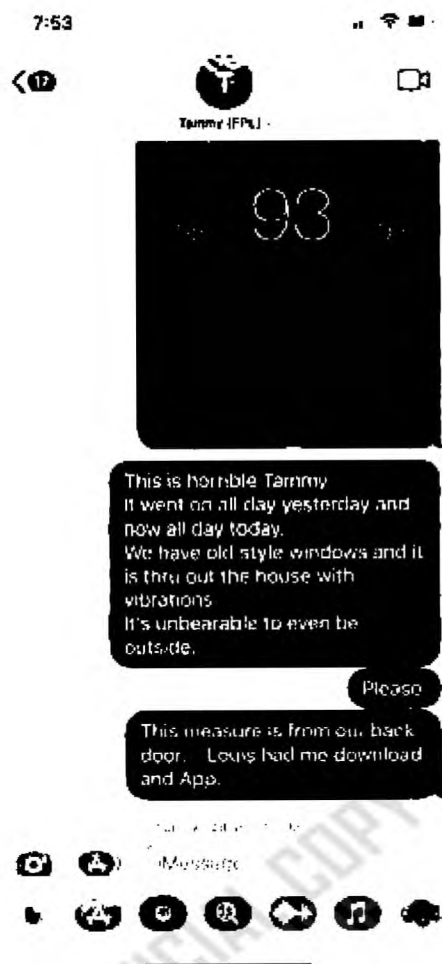 7:53
17
T
Tammy (FPL)
93
This is horrible Tammy
It went on all day yesterday and
now all day today.
We have old style windows and it
is thru out the house with
vibrations
It's unbearable to even be
outside.
Please
This measure is from our back
door. Louis had me download
and App.
iMessage
COPY